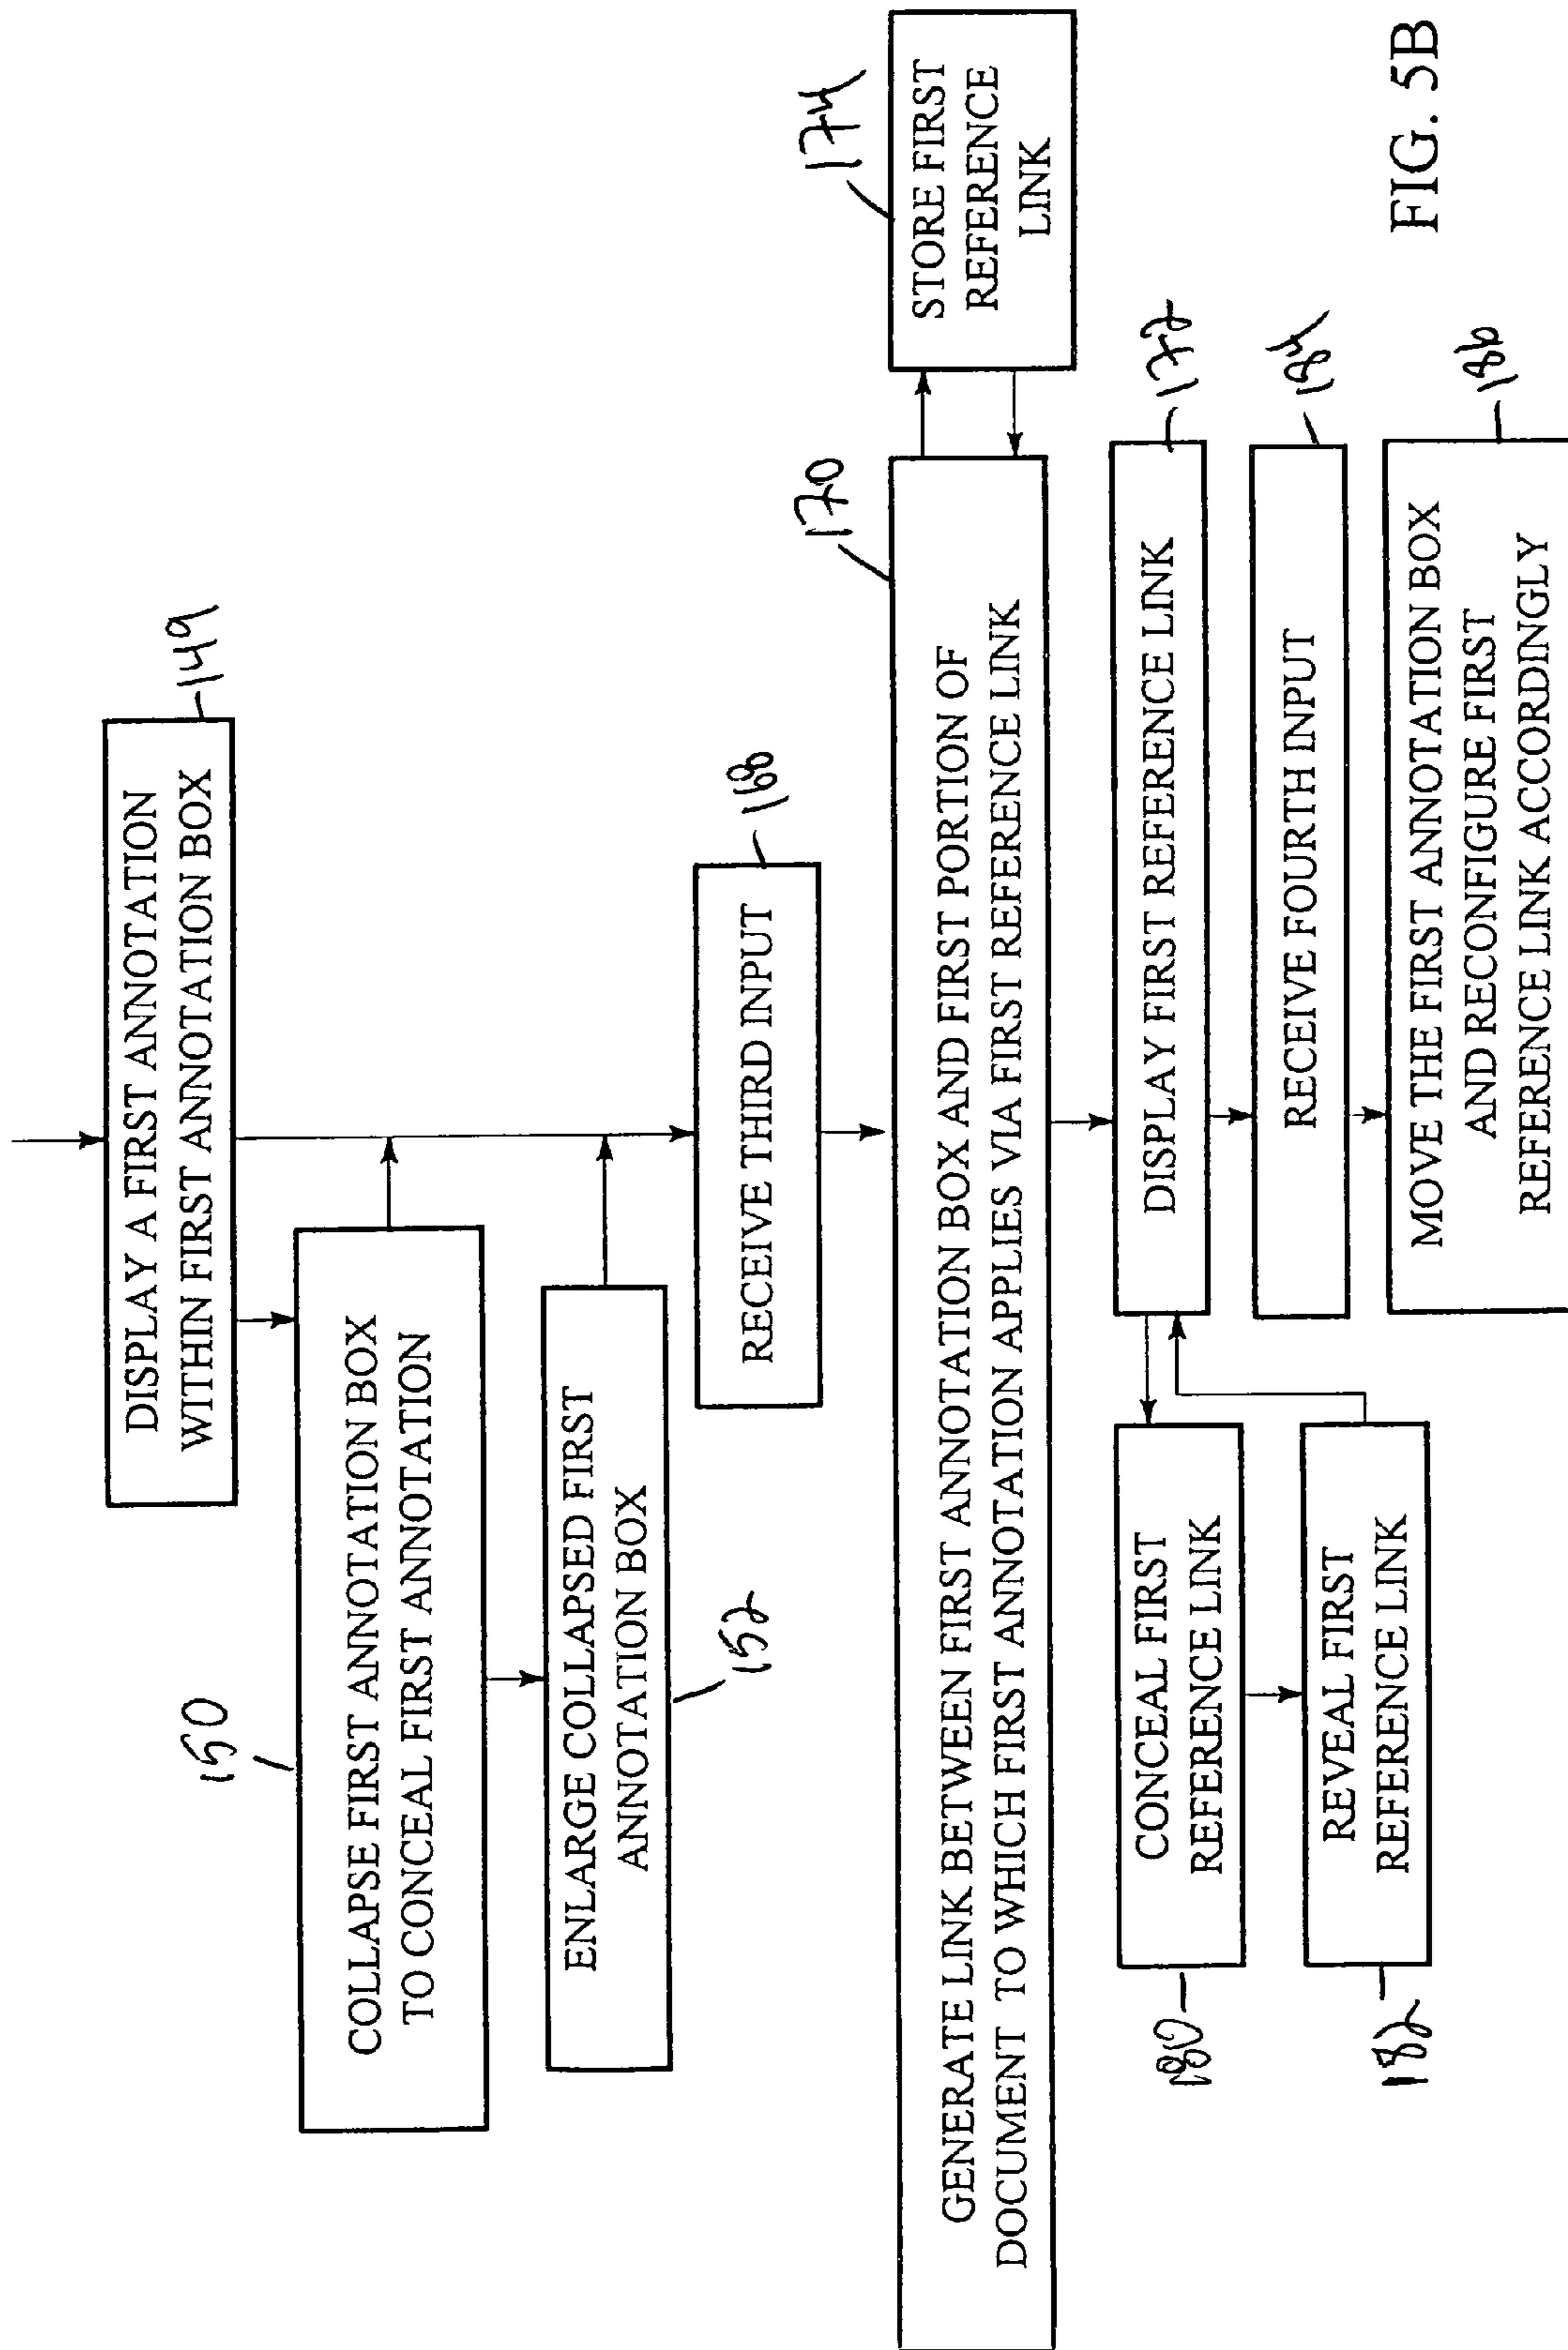 DISPLAY A FIRST ANNOTATION
WITHIN FIRST ANNOTATION BOX
149
150
COLLAPSE FIRST ANNOTATION BOX
TO CONCEAL FIRST ANNOTATION
ENLARGE COLLAPSED FIRST
ANNOTATION BOX
152
RECEIVE THIRD INPUT
168
170
GENERATE LINK BETWEEN FIRST ANNOTATION BOX AND FIRST PORTION OF
DOCUMENT TO WHICH FIRST ANNOTATION APPLIES VIA FIRST REFERENCE LINK
174
STORE FIRST
REFERENCE
LINK
DISPLAY FIRST REFERENCE LINK
172
180
CONCEAL FIRST
REFERENCE LINK
182
REVEAL FIRST
REFERENCE LINK
RECEIVE FOURTH INPUT
184
MOVE THE FIRST ANNOTATION BOX
AND RECONFIGURE FIRST
REFERENCE LINK ACCORDINGLY
186
FIG. 5B